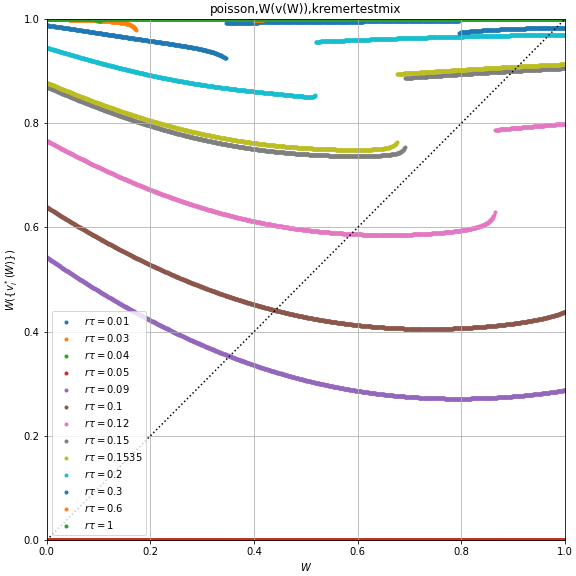 poisson,W(v(W)),kremertestmix
1.0
0.8
0.6
0.4
0.2
0.0
W({v_i^*(W)})
rτ = 0.01
rτ = 0.03
rτ = 0.04
rτ = 0.05
rτ = 0.09
rτ = 0.1
rτ = 0.12
rτ = 0.15
rτ = 0.1535
rτ = 0.2
rτ = 0.3
rτ = 0.6
rτ = 1
0.0 0.2 0.4 0.6 0.8 1.0
W